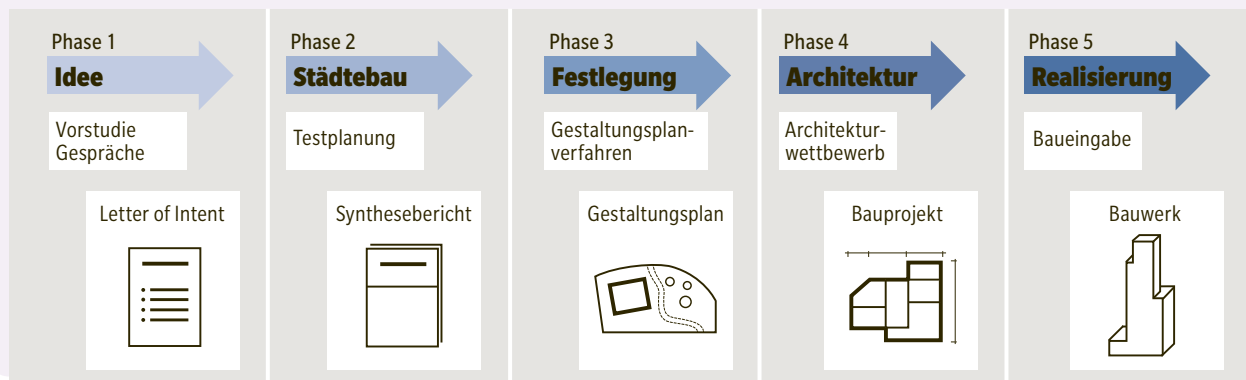 Phase 1
Idee
Vorstudie
Gespräche
Letter of Intent
Phase 2
Städtebau
Testplanung
Synthesebericht
Phase 3
Festlegung
Gestaltungsplan-
verfahren
Gestaltungsplan
Phase 4
Architektur
Architektur-
wettbewerb
Bauprojekt
Phase 5
Realisierung
Baueingabe
Bauwerk